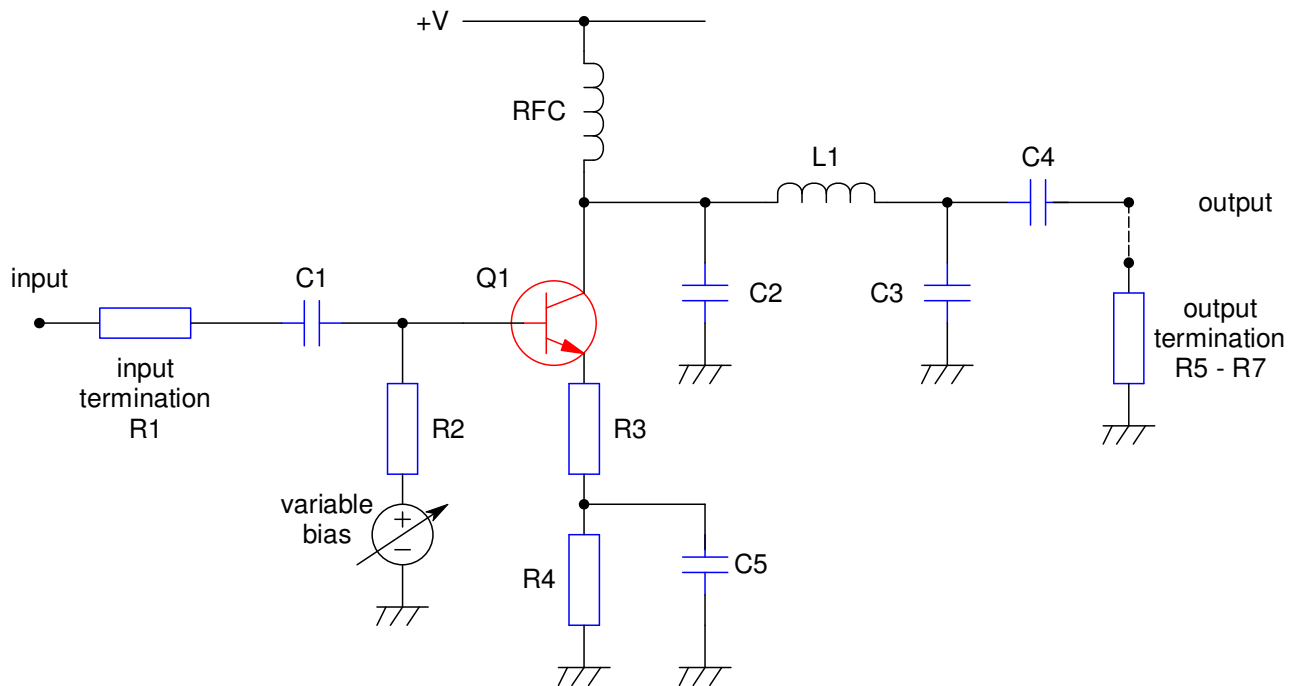 +V
RFC
L1
C4
output
input
C1
Q1
C2
C3
input
termination
R1
output
termination
R5 - R7
R2
R3
variable
bias
+
−
R4
C5